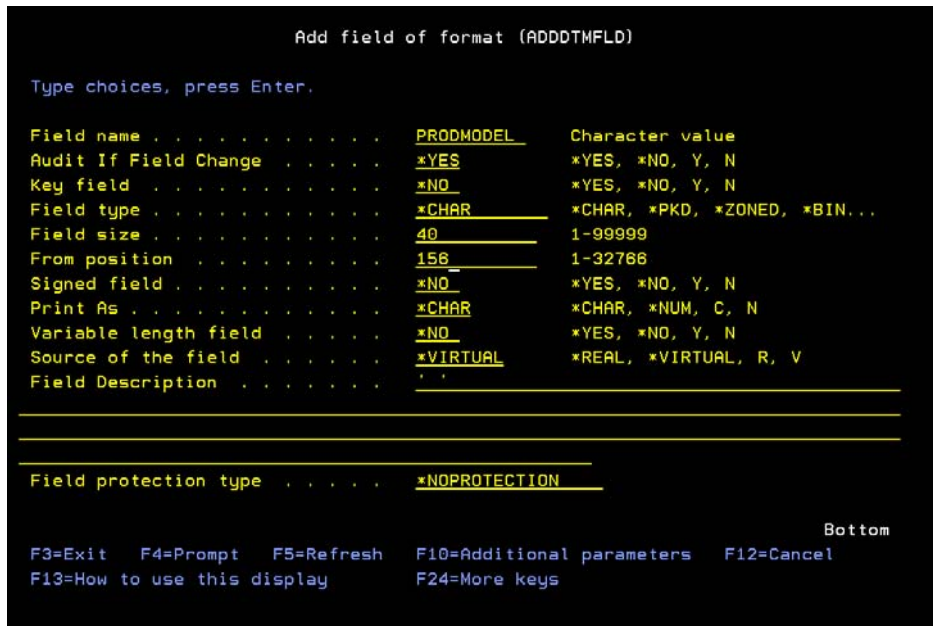 Add field of format (ADDDTMFLD)
Type choices, press Enter.
Field name . . . . . . . . . . . PRODMODEL Character value
Audit If Field Change . . . . . *YES *YES, *NO, Y, N
Key field . . . . . . . . . . . *NO *YES, *NO, Y, N
Field type . . . . . . . . . . . *CHAR *CHAR, *PKD, *ZONED, *BIN...
Field size . . . . . . . . . . . 40 1-99999
From position . . . . . . . . . 156 1-32766
Signed field . . . . . . . . . . *NO *YES, *NO, Y, N
Print As . . . . . . . . . . . . *CHAR *CHAR, *NUM, C, N
Variable length field . . . . . *NO *YES, *NO, Y, N
Source of the field . . . . . . *VIRTUAL *REAL, *VIRTUAL, R, V
Field Description . . . . . . . ' '
Field protection type . . . . . *NOPROTECTION
Bottom
F3=Exit F4=Prompt F5=Refresh F10=Additional parameters F12=Cancel
F13=How to use this display F24=More keys